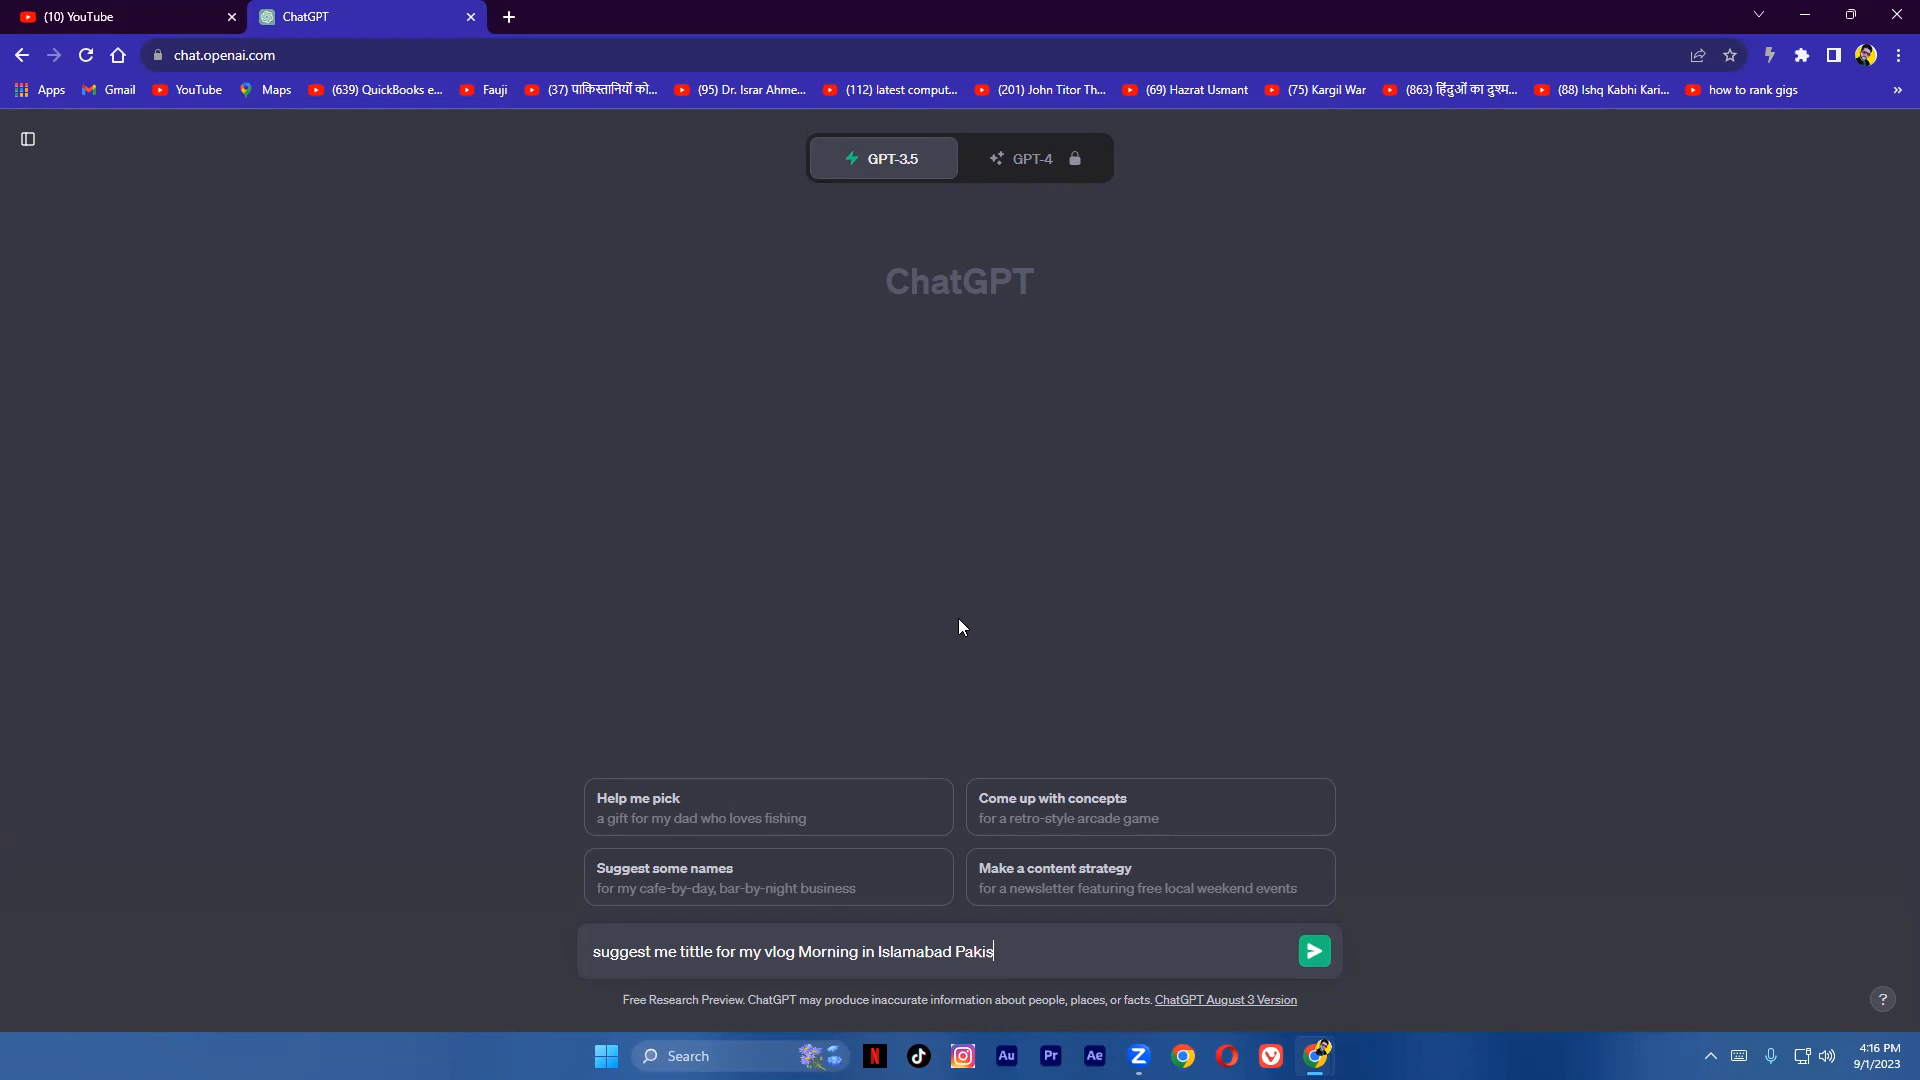 (10) YouTube
ChatGPT
chat.openai.com
Apps Gmail YouTube Maps (639) QuickBooks e... Fauji (37) पाकिस्तानियों को... (95) Dr. Israr Ahme... (112) latest comput... (201) John Titor Th... (69) Hazrat Usmant (75) Kargil War (863) हिंदुओं का दुश्म... (88) Ishq Kabhi Kari... how to rank gigs »
GPT-3.5 GPT-4
ChatGPT
Help me pick
a gift for my dad who loves fishing
Come up with concepts
for a retro-style arcade game
Suggest some names
for my cafe-by-day, bar-by-night business
Make a content strategy
for a newsletter featuring free local weekend events
suggest me tittle for my vlog Morning in Islamabad Pakis
Free Research Preview. ChatGPT may produce inaccurate information about people, places, or facts. ChatGPT August 3 Version
?
Search
N
Au
Pr
Ae
Z
4:16 PM
9/1/2023